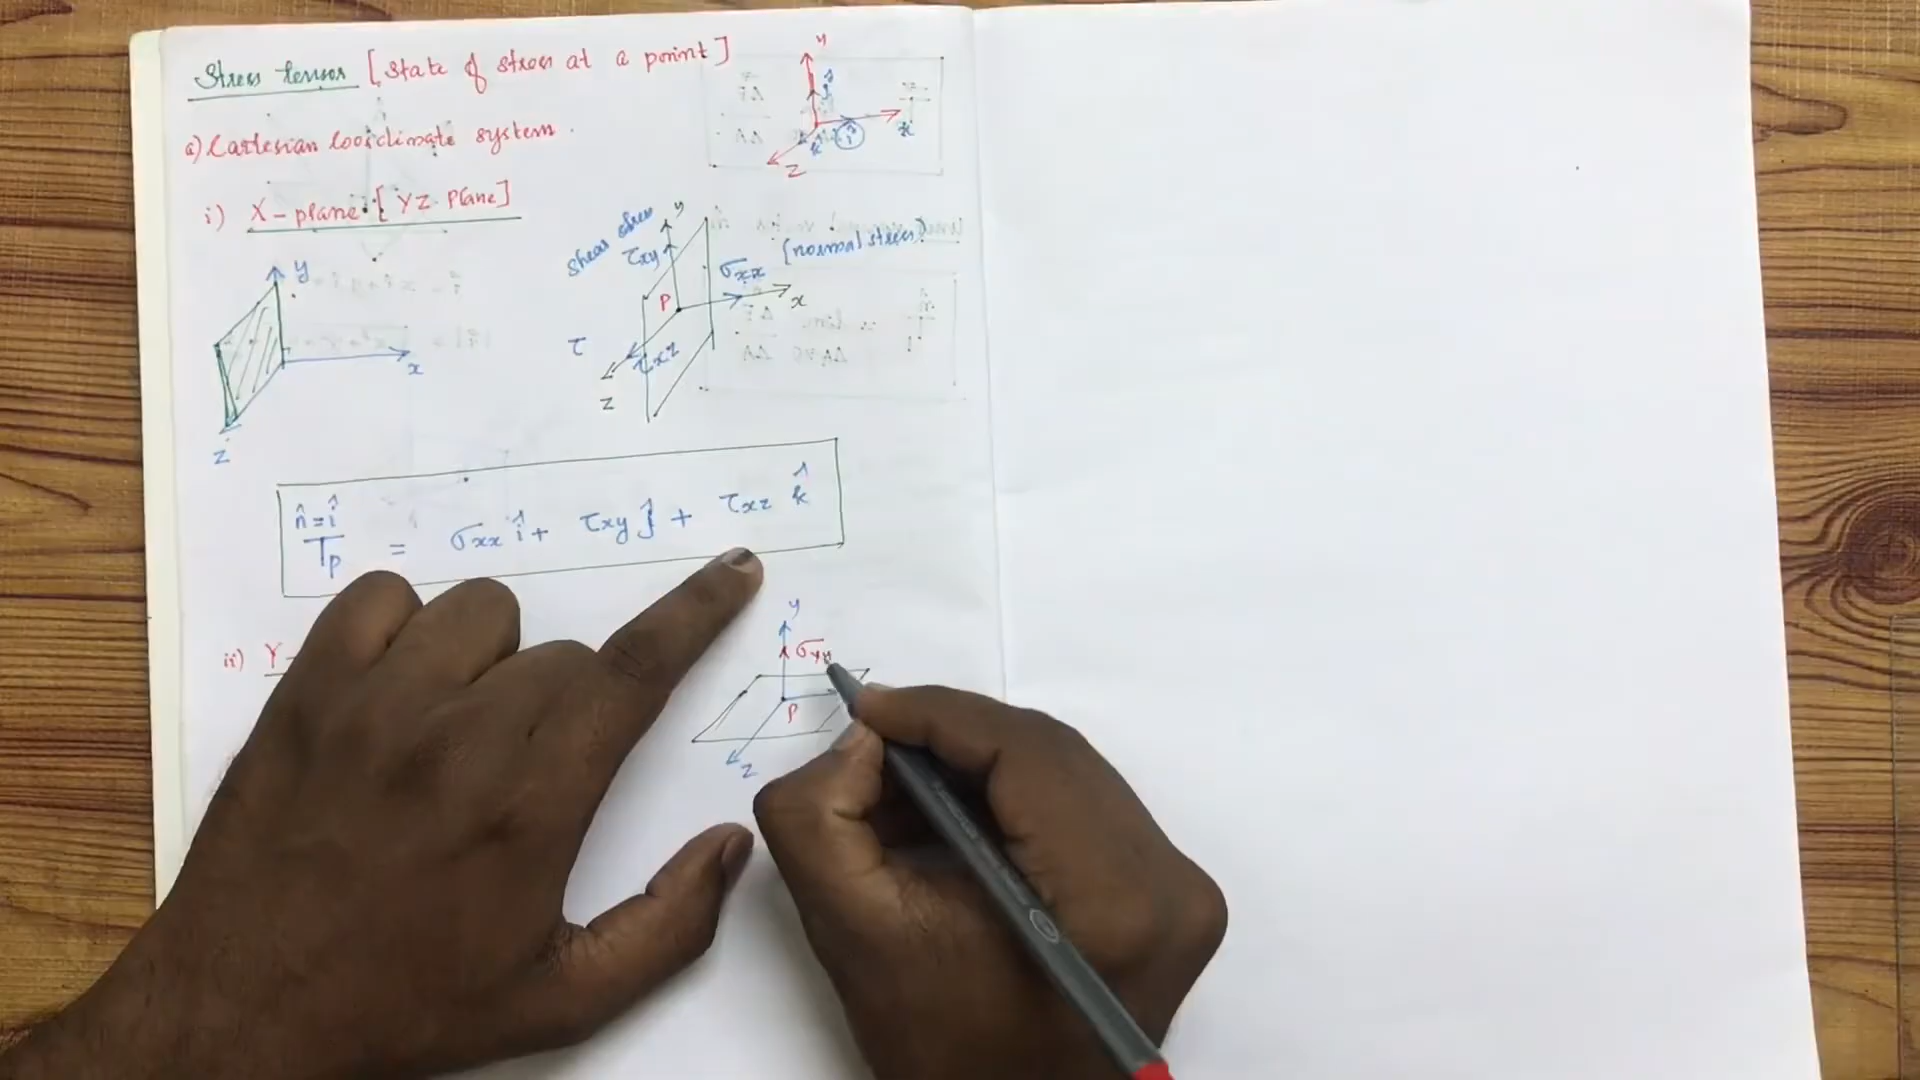 Stress tensor [State of stress at a point]
a) Cartesian coordinate system
i) X-plane [YZ Plane]
y
ĵ
î
x
k̂
z
y
x
z
shear stress
y
τxy
σxx [normal stress]
P
x
τ
τxz
z
n̂=î
Tp = σxx î + τxy ĵ + τxz k̂
ii) Y-
y
σyy
P
z